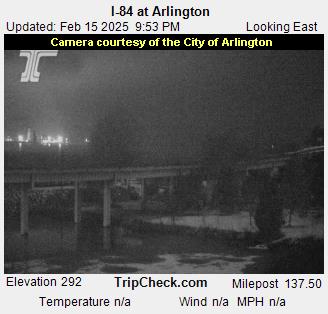 I-84 at Arlington
Updated: Feb 15 2025 9:53 PM Looking East
Camera courtesy of the City of Arlington
Elevation 292 TripCheck.com Milepost 137.50
Temperature n/a Wind n/a MPH n/a